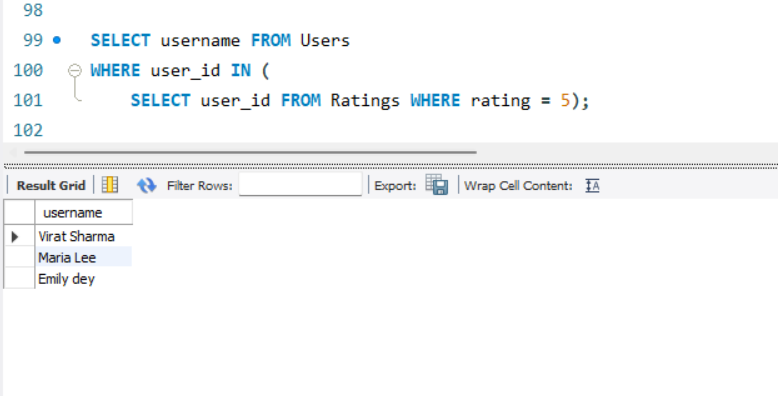 98
99 SELECT username FROM Users
100 WHERE user_id IN (
101 SELECT user_id FROM Ratings WHERE rating = 5);
102
Result Grid Filter Rows: Export: Wrap Cell Content: IA
username
Virat Sharma
Maria Lee
Emily dey